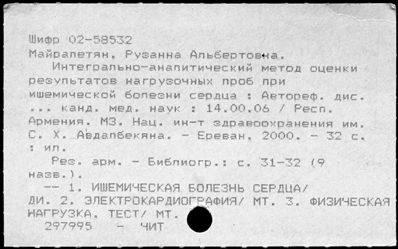 Шифр 02-58532
Майрапетян, Рузанна Альбертовна.
Интегрально-аналитический метод оценки
результатов нагрузочных проб при
ишемической болезни сердца : Автореф. дис.
... канд. мед. наук : 14.00.06 / Респ.
Армения. МЗ. Нац. ин-т здравоохранения им.
С. Х. Авдалбекяна. - Ереван, 2000. - 32 с.
: ил.
Рез. арм. - Библиогр.: с. 31-32 (9
назв.).
-- 1. ИШЕМИЧЕСКАЯ БОЛЕЗНЬ СЕРДЦА/
ДИ. 2. ЭЛЕКТРОКАРДИОГРАФИЯ/ МТ. 3. ФИЗИЧЕСКАЯ
НАГРУЗКА, ТЕСТ/ МТ.
297995 - ЧИТ